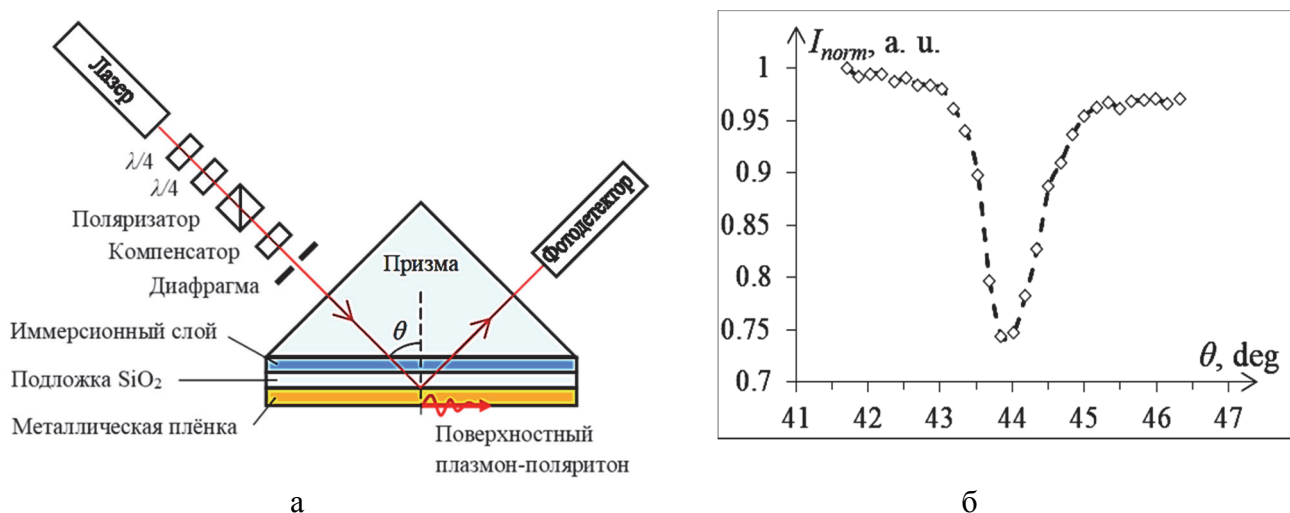 Лазер
λ/4
λ/4
Поляризатор
Компенсатор
Диафрагма
Призма
θ
Фотодетектор
Иммерсионный слой
Подложка SiO₂
Металлическая плёнка
Поверхностный
плазмон-поляритон
а
I_norm, a. u.
1
0.95
0.9
0.85
0.8
0.75
0.7
θ, deg
41 42 43 44 45 46 47
б